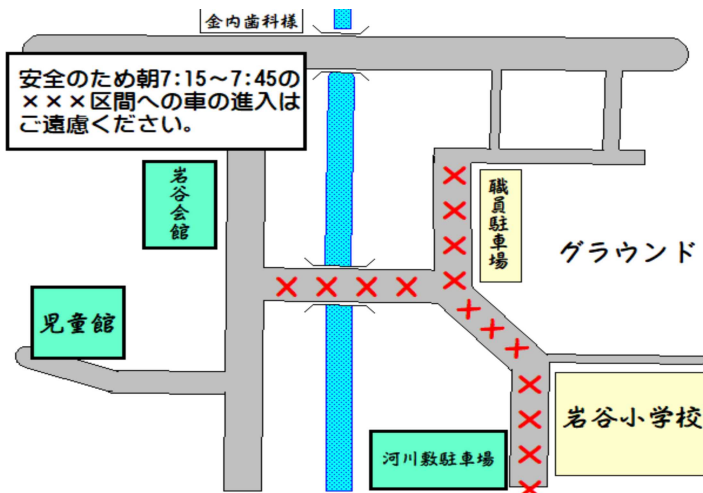 金内歯科様
安全のため朝7:15～7:45の
×××区間への車の進入は
ご遠慮ください。
岩谷会館
職員駐車場
グラウンド
児童館
岩谷小学校
河川敷駐車場